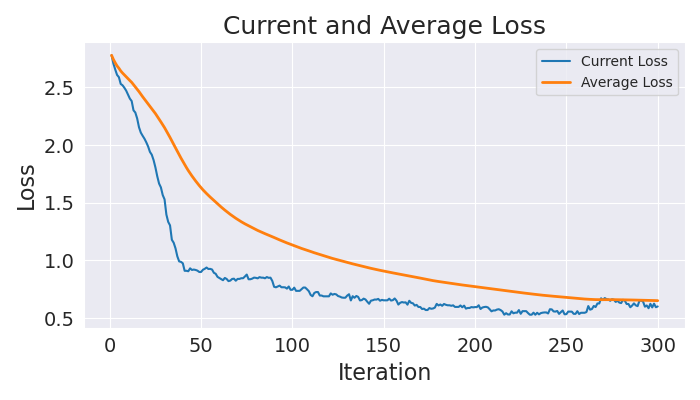 Current and Average Loss
Current Loss
Average Loss
Loss
2.5
2.0
1.5
1.0
0.5
0 50 100 150 200 250 300
Iteration